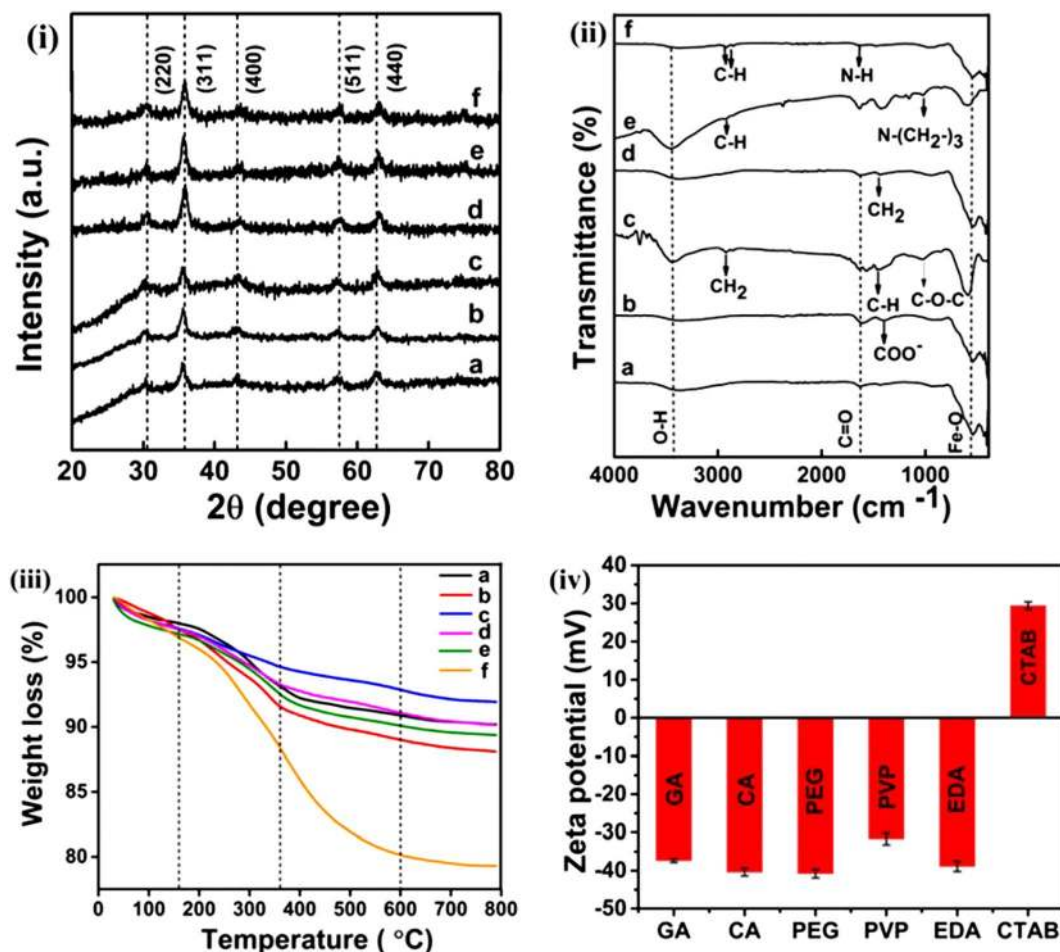 (i)
(220)
(311)
(400)
(511)
(440)
f
e
d
c
b
a
Intensity (a.u.)
20 30 40 50 60 70 80
2θ (degree)
(ii)
f
C-H
N-H
e
C-H
N-(CH2-)3
d
CH2
c
CH2
C-H
C-O-C
b
COO⁻
a
O-H
C=O
Fe-O
Transmittance (%)
4000 3000 2000 1000
Wavenumber (cm ⁻¹)
(iii)
a
b
c
d
e
f
100
95
90
85
80
Weight loss (%)
0 100 200 300 400 500 600 700 800
Temperature ( °C)
(iv)
40
30
20
10
0
-10
-20
-30
-40
-50
Zeta potential (mV)
GA
CA
PEG
PVP
EDA
CTAB
GA CA PEG PVP EDA CTAB